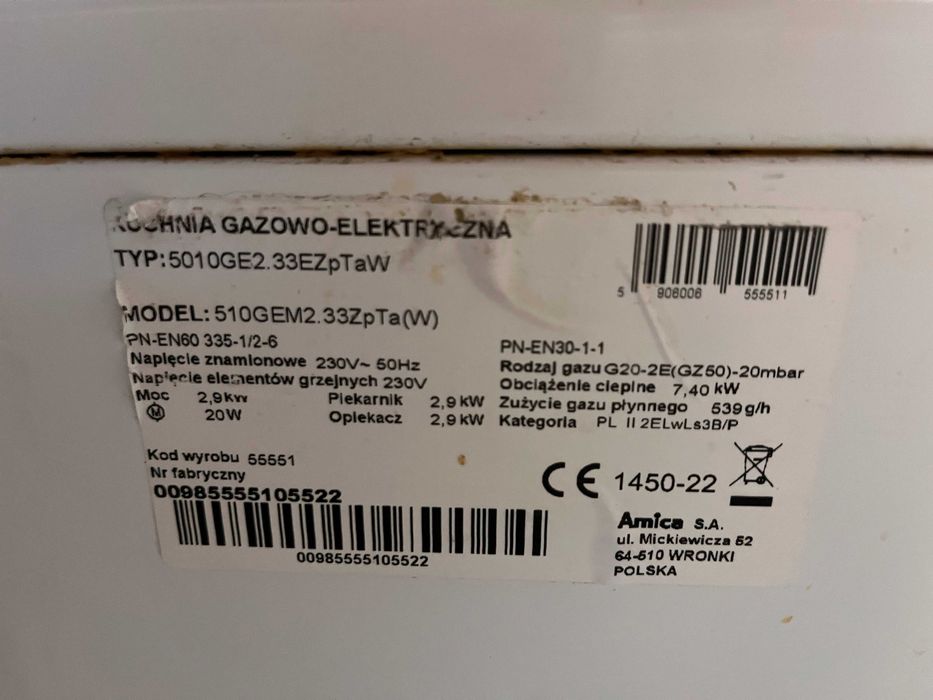 KUCHNIA GAZOWO-ELEKTRYCZNA
TYP: 5010GE2.33EZpTaW
MODEL: 510GEM2.33ZpTa(W)
PN-EN60 335-1/2-6
Napięcie znamionowe 230V~ 50Hz
Napięcie elementów grzejnych 230V
Moc 2,9kW Piekarnik 2,9 kW
M 20W Opiekacz 2,9 kW
5 906006 555511
PN-EN30-1-1
Rodzaj gazu G20-2E(GZ50)-20mbar
Obciążenie cieplne 7,40 kW
Zużycie gazu płynnego 539g/h
Kategoria PL II 2ELwLs3B/P
Kod wyrobu 55551
Nr fabryczny
00985555105522
00985555105522
CE 1450-22
Amica S.A.
ul. Mickiewicza 52
64-510 WRONKI
POLSKA